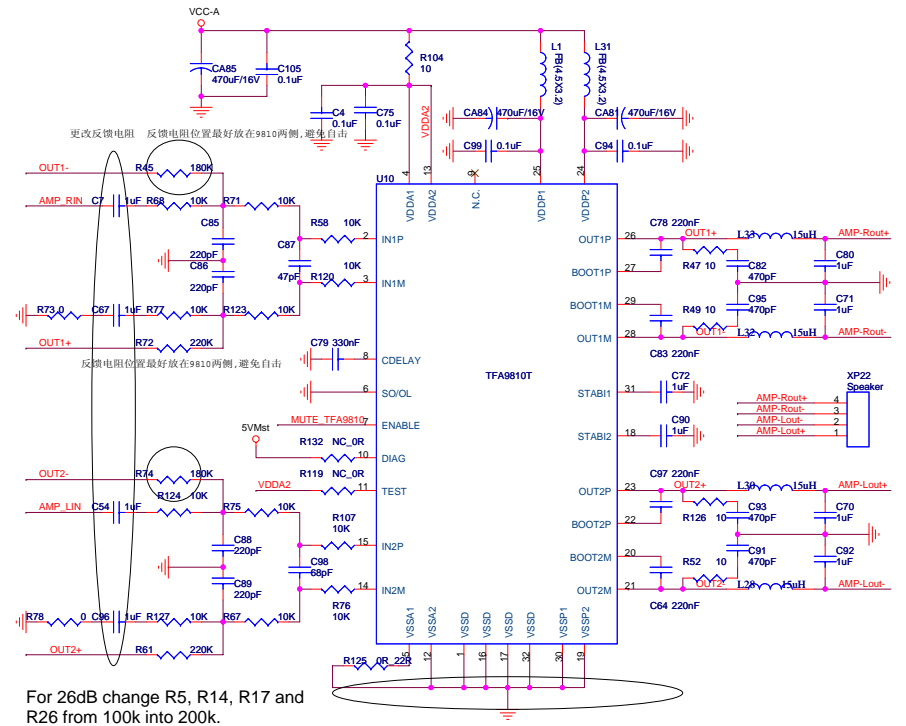 VCC-A
CA85
470uF/16V
C105
0.1uF
R104
10
L1
FB(4.5X3.2)
L31
FB(4.5X3.2)
C4
0.1uF
C75
0.1uF
VDDA2
CA84
470uF/16V
CA81
470uF/16V
C99
0.1uF
C94
0.1uF
更改反馈电阻 反馈电阻位置最好放在9810两侧,避免自击
OUT1-
R45
180K
AMP_RIN
C7
1uF
R68
10K
R71
10K
C85
220pF
C86
220pF
C87
47pF
R58
10K
R120
10K
R73
0
C67
1uF
R77
10K
R123
10K
OUT1+
R72
220K
反馈电阻位置最好放在9810两侧,避免自击
C79
330nF
MUTE_TFA9810
5VMst
R132
NC_0R
VDDA2
R119
NC_0R
OUT2-
R74
180K
R124
10K
AMP_LIN
C54
1uF
R75
10K
R107
10K
C88
220pF
C89
220pF
C98
68pF
R76
10K
R78
0
C96
1uF
R127
10K
R67
10K
OUT2+
R61
220K
R125
0R_22R
U10
TFA9810T
4
VDDA1
13
VDDA2
9
N.C.
25
VDDP1
24
VDDP2
2
IN1P
3
IN1M
8
CDELAY
6
SO/OL
7
ENABLE
10
DIAG
11
TEST
15
IN2P
14
IN2M
OUT1P
26
BOOT1P
27
BOOT1M
29
OUT1M
28
STABI1
31
STABI2
18
OUT2P
23
BOOT2P
22
BOOT2M
20
OUT2M
21
VSSA1
5
VSSA2
12
VSSD
1
VSSD
16
VSSD
17
VSSD
32
VSSP1
30
VSSP2
19
C78 220nF
OUT1+
L33
15uH
AMP-Rout+
R47 10
C82
470pF
C80
1uF
R49 10
C95
470pF
C71
1uF
OUT1-
L32
15uH
AMP-Rout-
C83 220nF
C72
1uF
C90
1uF
XP22
Speaker
AMP-Rout+
4
AMP-Rout-
3
AMP-Lout-
2
AMP-Lout+
1
C97 220nF
OUT2+
L30
15uH
AMP-Lout+
R126 10
C93
470pF
C70
1uF
R52 10
C91
470pF
C92
1uF
OUT2-
L28
15uH
AMP-Lout-
C64 220nF
For 26dB change R5, R14, R17 and
R26 from 100k into 200k.